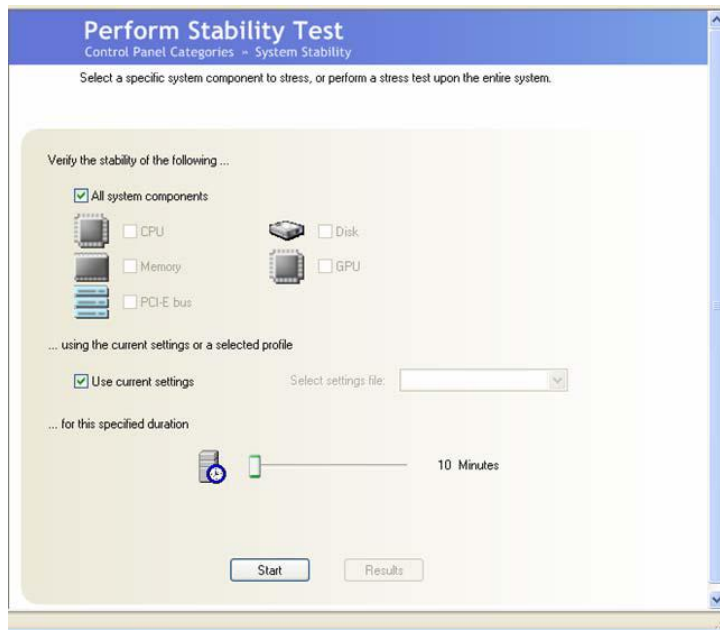 Perform Stability Test
Control Panel Categories » System Stability
Select a specific system component to stress, or perform a stress test upon the entire system.
Verify the stability of the following ...
All system components
CPU
Disk
Memory
GPU
PCI-E bus
... using the current settings or a selected profile
Use current settings
Select settings file:
... for this specified duration
10 Minutes
Start
Results